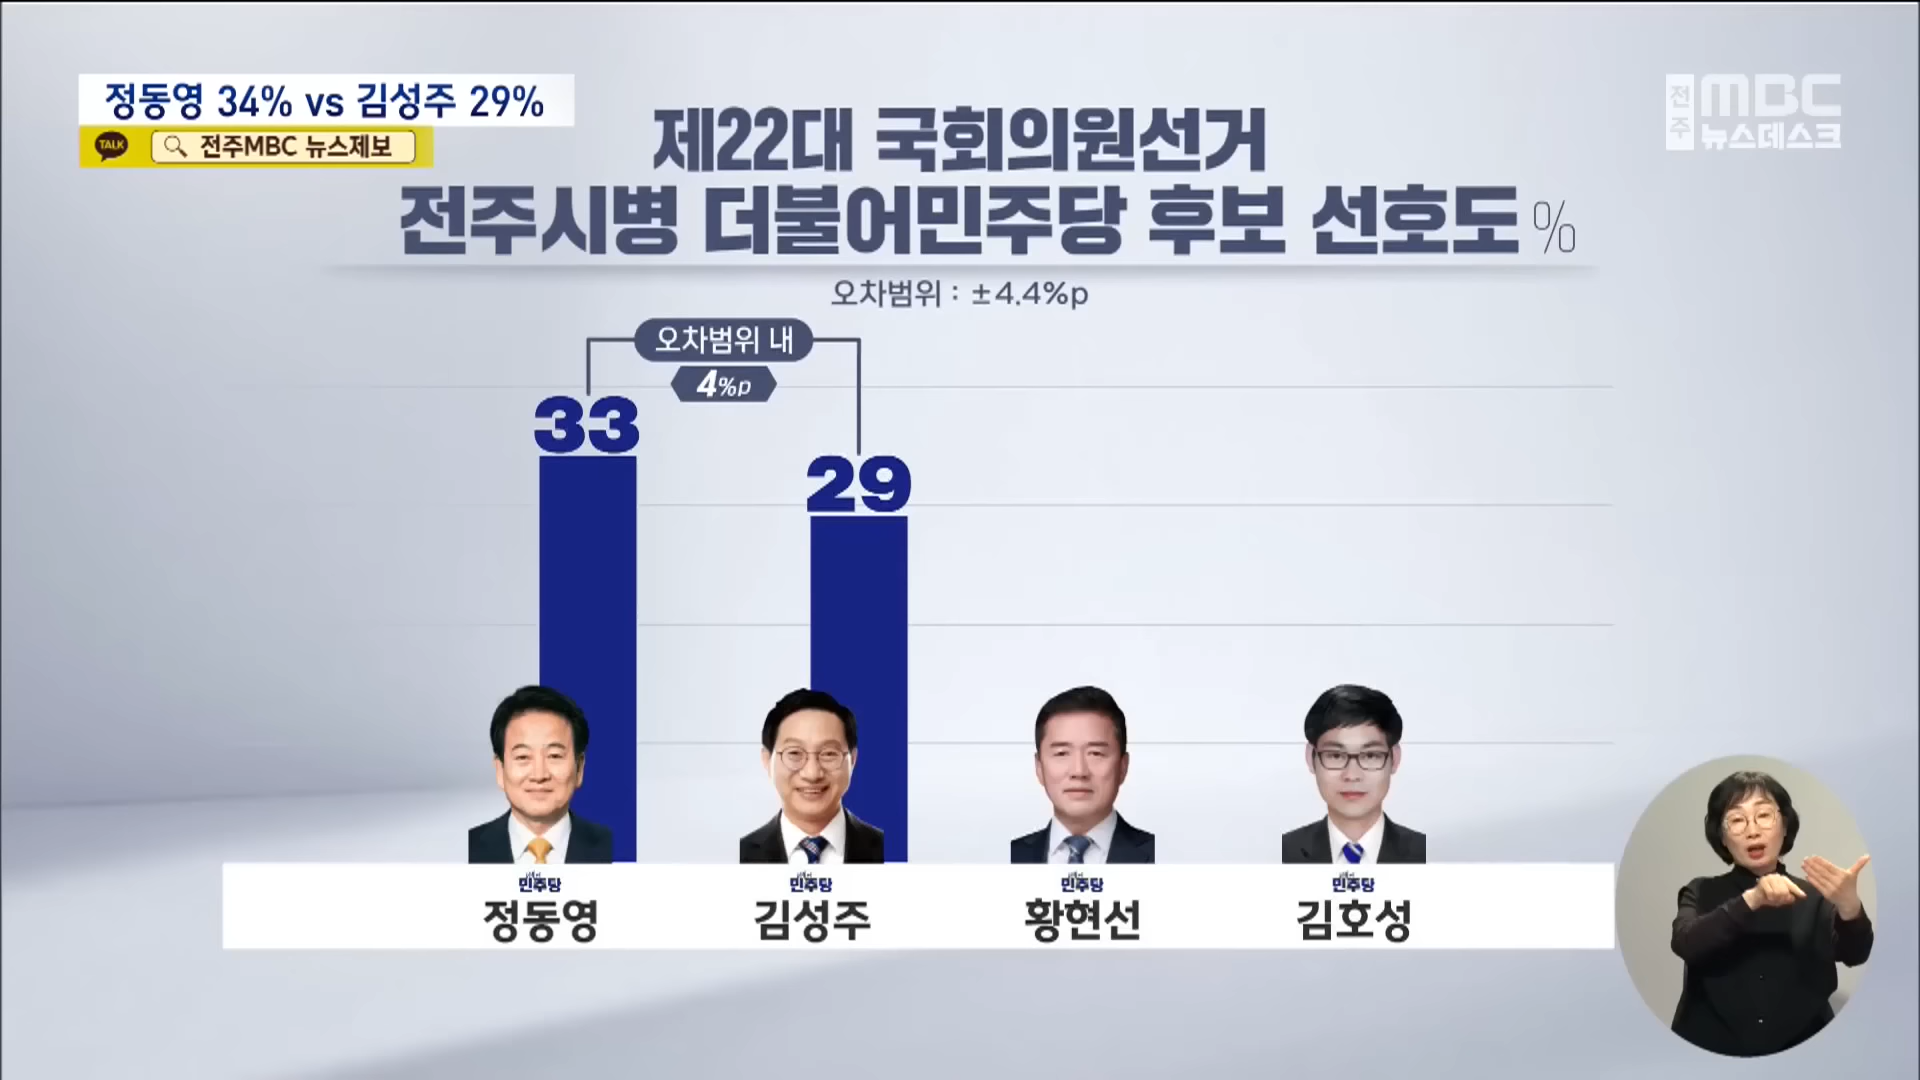 정동영 34% vs 김성주 29%
TALK 전주MBC 뉴스제보
전주 MBC
뉴스데스크
제22대 국회의원선거
전주시병 더불어민주당 후보 선호도 %
오차범위 : ±4.4%p
오차범위 내
4%p
33
29
민주당
민주당
민주당
민주당
정동영
김성주
황현선
김호성